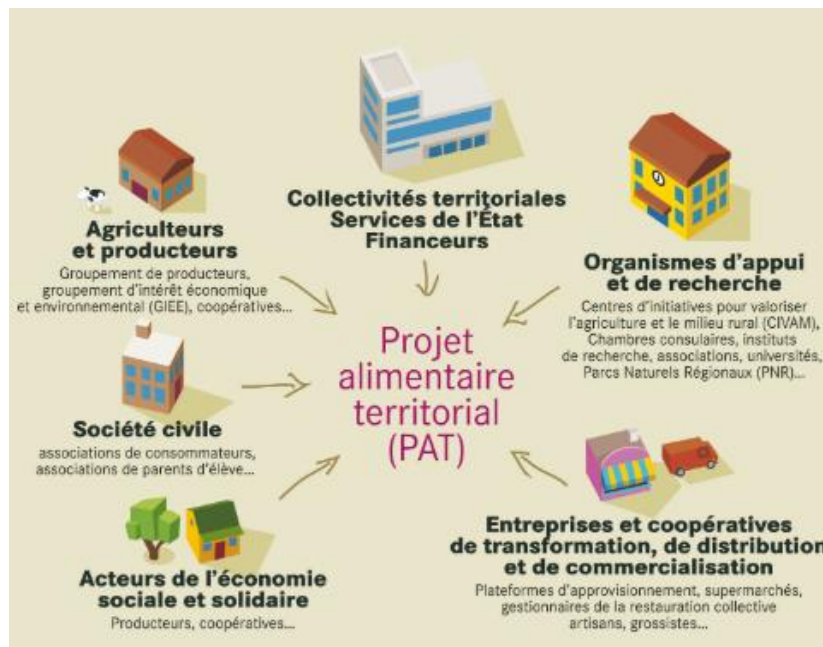 Collectivités territoriales
Services de l'État
Financeurs
Agriculteurs
et producteurs
Groupement de producteurs,
groupement d'intérêt économique
et environnemental (GIEE), coopératives...
Organismes d'appui
et de recherche
Centres d'initiatives pour valoriser
l'agriculture et le milieu rural (CIVAM),
Chambres consulaires, instituts
de recherche, associations, universités,
Parcs Naturels Régionaux (PNR)...
Projet
alimentaire
territorial
(PAT)
Société civile
associations de consommateurs,
associations de parents d'élève...
Acteurs de l'économie
sociale et solidaire
Producteurs, coopératives...
Entreprises et coopératives
de transformation, de distribution
et de commercialisation
Plateformes d'approvisionnement, supermarchés,
gestionnaires de la restauration collective
artisans, grossistes...